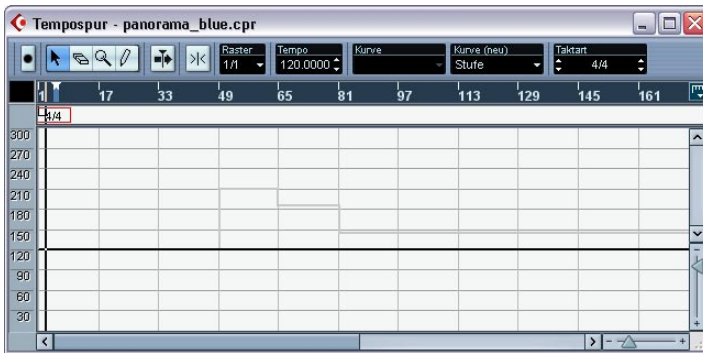 Tempospur - panorama_blue.cpr
Raster Tempo Kurve Kurve (neu) Taktart
1/1 120.0000 Stufe 4/4
1 17 33 49 65 81 97 113 129 145 161
4/4
300
270
240
210
180
150
120
90
60
30